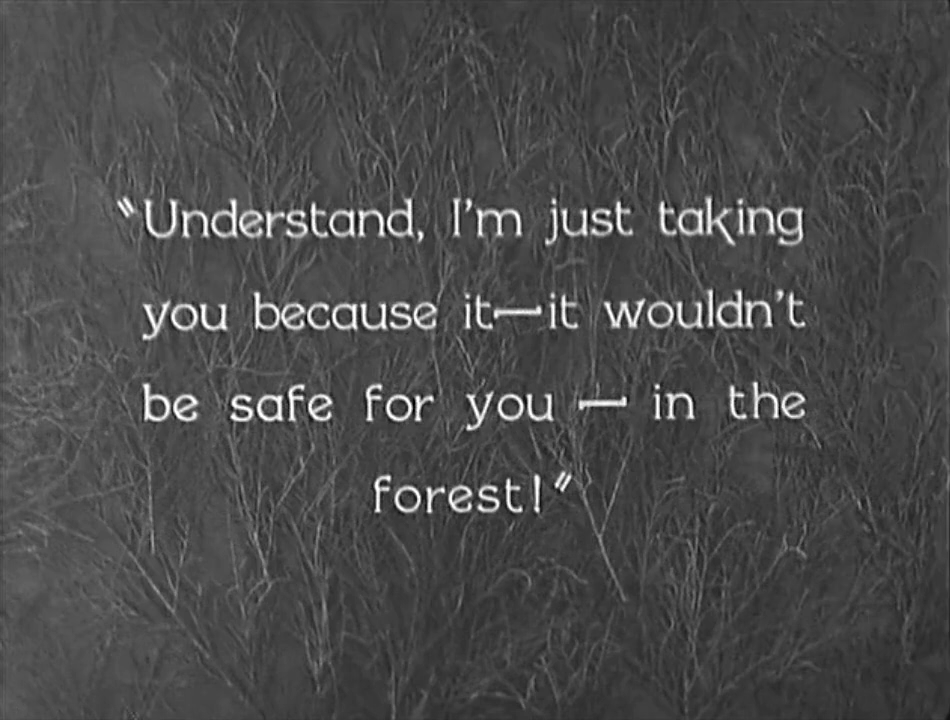 "Understand, I'm just taking
you because it—it wouldn't
be safe for you — in the
forest!"